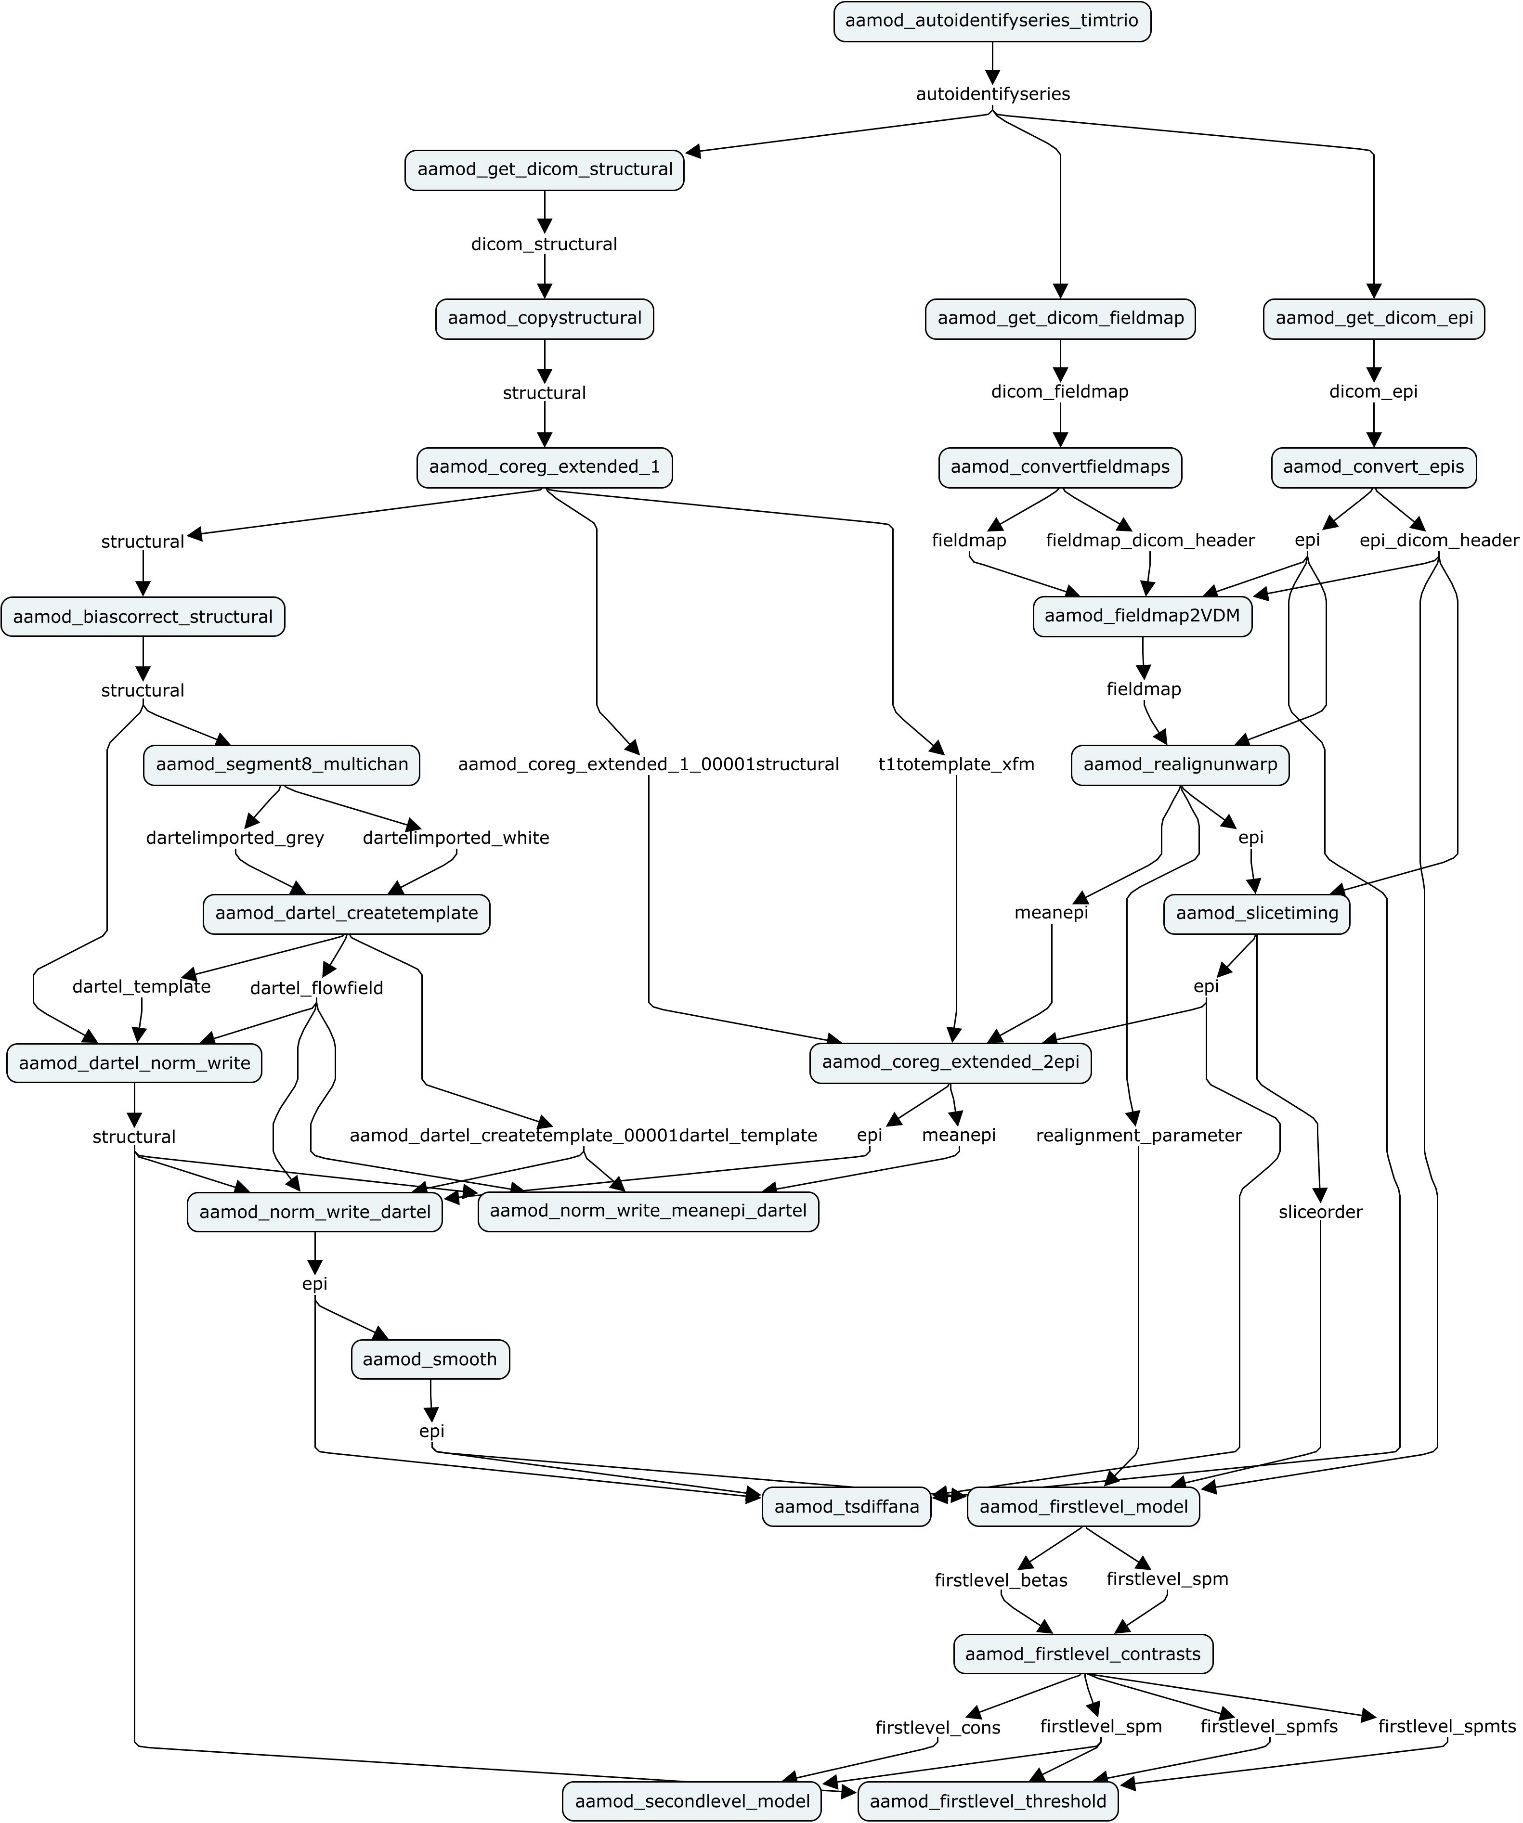 aamod_autoidentifyseries_timtrio
autoidentifyseries
aamod_get_dicom_structural
dicom_structural
aamod_copystructural
aamod_get_dicom_fieldmap
aamod_get_dicom_epi
structural
dicom_fieldmap
dicom_epi
aamod_coreg_extended_1
aamod_convertfieldmaps
aamod_convert_epis
structural
fieldmap
fieldmap_dicom_header
epi
epi_dicom_header
aamod_biascorrect_structural
aamod_fieldmap2VDM
structural
fieldmap
aamod_segment8_multichan
aamod_coreg_extended_1_00001structural
t1totemplate_xfm
aamod_realignunwarp
dartelimported_grey
dartelimported_white
epi
aamod_dartel_createtemplate
meanepi
aamod_slicetiming
dartel_template
dartel_flowfield
epi
aamod_dartel_norm_write
aamod_coreg_extended_2epi
structural
aamod_dartel_createtemplate_00001dartel_template
epi
meanepi
realignment_parameter
aamod_norm_write_dartel
aamod_norm_write_meanepi_dartel
sliceorder
epi
aamod_smooth
epi
aamod_tsdiffana
aamod_firstlevel_model
firstlevel_betas
firstlevel_spm
aamod_firstlevel_contrasts
firstlevel_cons
firstlevel_spm
firstlevel_spmfs
firstlevel_spmts
aamod_secondlevel_model
aamod_firstlevel_threshold